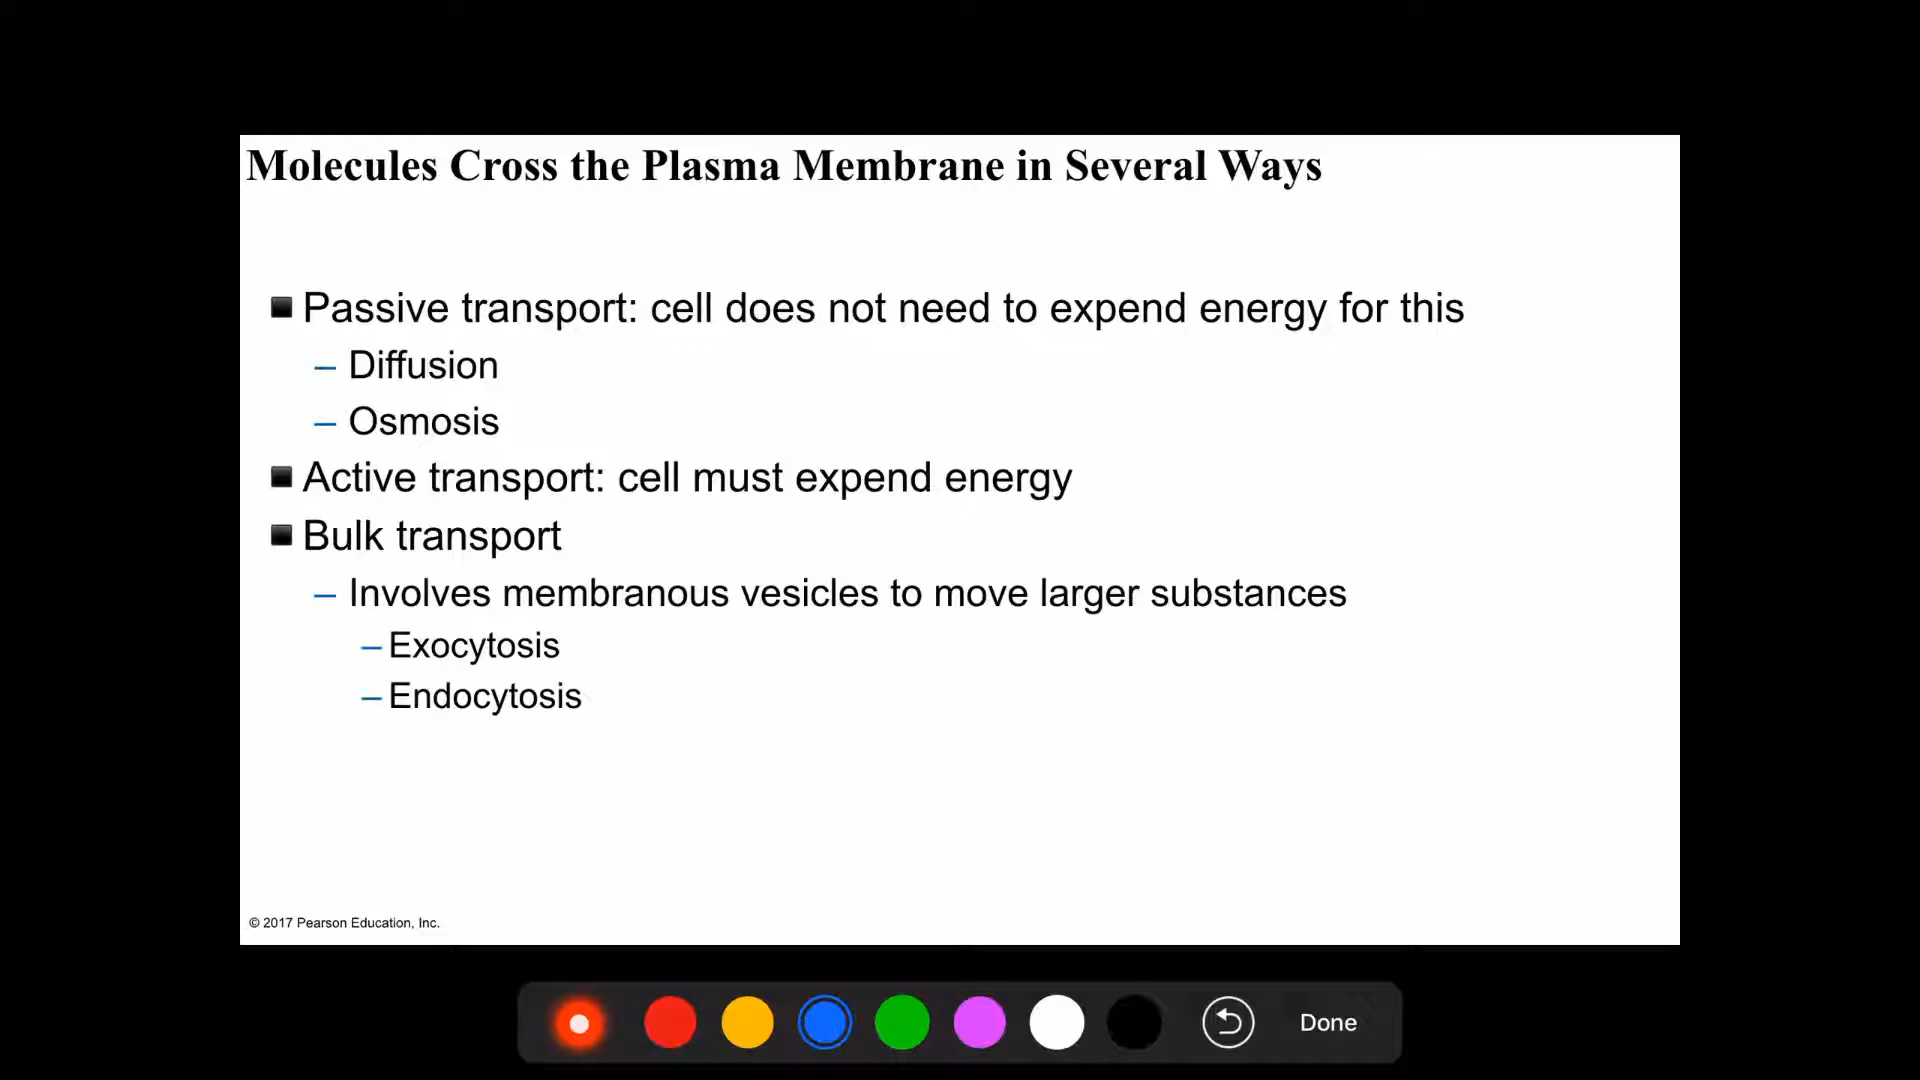 Molecules Cross the Plasma Membrane in Several Ways
Passive transport: cell does not need to expend energy for this
– Diffusion
– Osmosis
Active transport: cell must expend energy
Bulk transport
– Involves membranous vesicles to move larger substances
– Exocytosis
– Endocytosis
© 2017 Pearson Education, Inc.
Done